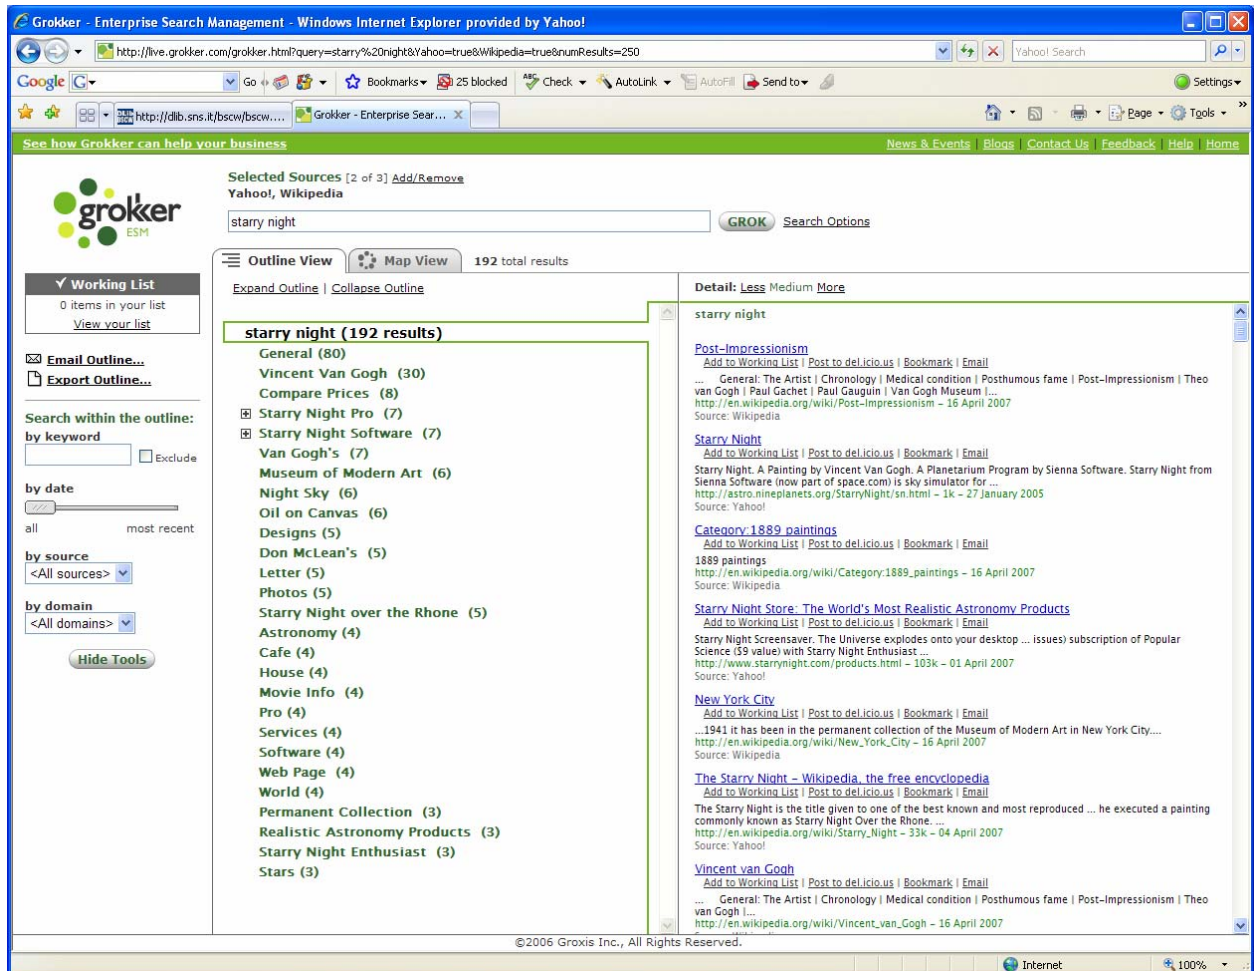 Grokker - Enterprise Search Management - Windows Internet Explorer provided by Yahoo!
http://live.grokker.com/grokker.html?query=starry%20night&Yahoo=true&Wikipedia=true&numResults=250
Yahoo! Search
Google G Go Bookmarks 25 blocked ABC Check AutoLink AutoFill Send to Settings
http://dlib.sns.it/bscw/bscw.... Grokker - Enterprise Sear... X Page Tools »
See how Grokker can help your business News & Events | Blogs | Contact Us | Feedback | Help | Home
grokker
ESM
Selected Sources [2 of 3] Add/Remove
Yahoo!, Wikipedia
starry night GROK Search Options
Outline View Map View 192 total results
Working List
0 items in your list
View your list
Email Outline...
Export Outline...
Search within the outline:
by keyword
Exclude
by date
all most recent
by source
<All sources>
by domain
<All domains>
Hide Tools
Expand Outline | Collapse Outline
starry night (192 results)
General (80)
Vincent Van Gogh (30)
Compare Prices (8)
Starry Night Pro (7)
Starry Night Software (7)
Van Gogh's (7)
Museum of Modern Art (6)
Night Sky (6)
Oil on Canvas (6)
Designs (5)
Don McLean's (5)
Letter (5)
Photos (5)
Starry Night over the Rhone (5)
Astronomy (4)
Cafe (4)
House (4)
Movie Info (4)
Pro (4)
Services (4)
Software (4)
Web Page (4)
World (4)
Permanent Collection (3)
Realistic Astronomy Products (3)
Starry Night Enthusiast (3)
Stars (3)
Detail: Less Medium More
starry night
Post-Impressionism
Add to Working List | Post to del.icio.us | Bookmark | Email
... General: The Artist | Chronology | Medical condition | Posthumous fame | Post-Impressionism | Theo
van Gogh | Paul Gachet | Paul Gauguin | Van Gogh Museum |...
http://en.wikipedia.org/wiki/Post-Impressionism - 16 April 2007
Source: Wikipedia
Starry Night
Add to Working List | Post to del.icio.us | Bookmark | Email
Starry Night. A Painting by Vincent Van Gogh. A Planetarium Program by Sienna Software. Starry Night from
Sienna Software (now part of space.com) is sky simulator for ...
http://astro.nineplanets.org/StarryNight/sn.html - 1k - 27 January 2005
Source: Yahoo!
Category:1889 paintings
Add to Working List | Post to del.icio.us | Bookmark | Email
1889 paintings
http://en.wikipedia.org/wiki/Category:1889_paintings - 16 April 2007
Source: Wikipedia
Starry Night Store: The World's Most Realistic Astronomy Products
Add to Working List | Post to del.icio.us | Bookmark | Email
Starry Night Screensaver. The Universe explodes onto your desktop ... issues) subscription of Popular
Science ($9 value) with Starry Night Enthusiast ...
http://www.starrynight.com/products.html - 103k - 01 April 2007
Source: Yahoo!
New York City
Add to Working List | Post to del.icio.us | Bookmark | Email
...1941 it has been in the permanent collection of the Museum of Modern Art in New York City....
http://en.wikipedia.org/wiki/New_York_City - 16 April 2007
Source: Wikipedia
The Starry Night - Wikipedia, the free encyclopedia
Add to Working List | Post to del.icio.us | Bookmark | Email
The Starry Night is the title given to one of the best known and most reproduced ... he executed a painting
commonly known as Starry Night Over the Rhone. ...
http://en.wikipedia.org/wiki/Starry_Night - 33k - 04 April 2007
Source: Yahoo!
Vincent van Gogh
Add to Working List | Post to del.icio.us | Bookmark | Email
... General: The Artist | Chronology | Medical condition | Posthumous fame | Post-Impressionism | Theo
van Gogh |...
http://en.wikipedia.org/wiki/Vincent_van_Gogh - 16 April 2007
©2006 Groxis Inc., All Rights Reserved.
Internet 100%